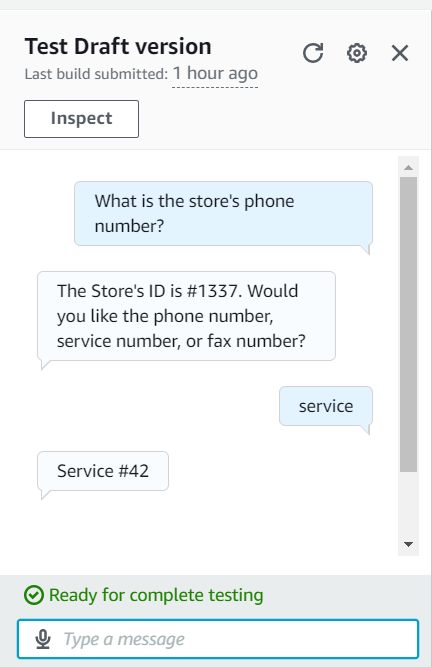 Test Draft version
Last build submitted: 1 hour ago
Inspect
What is the store's phone
number?
The Store's ID is #1337. Would
you like the phone number,
service number, or fax number?
service
Service #42
Ready for complete testing
Type a message